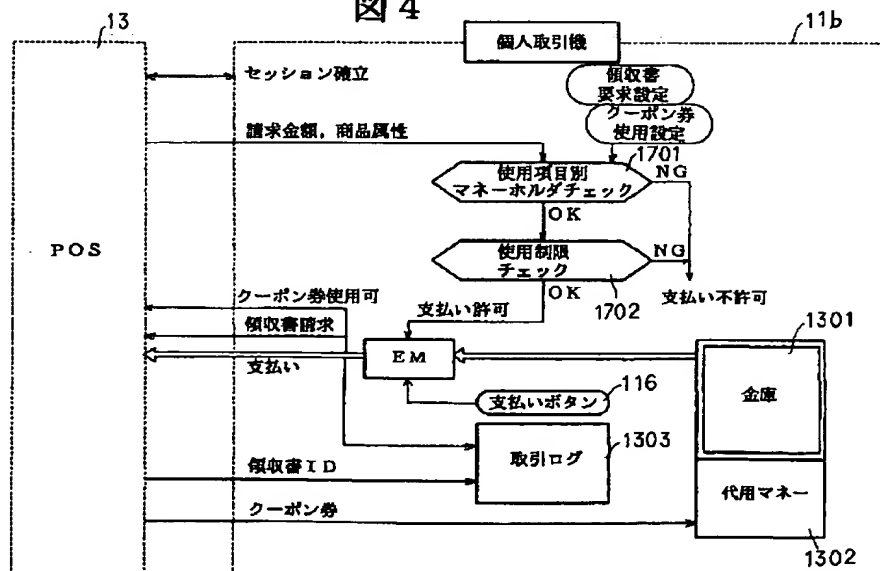 図4
13
個人取引機
11b
セッション確立
領収書
要求設定
クーポン券
使用設定
請求金額，商品属性
1701
使用項目別
マネーホルダチェック
NG
OK
POS
使用制限
チェック
NG
OK
1702
支払い不許可
クーポン券使用可
支払い許可
領収書請求
1301
支払い
EM
116
支払いボタン
金庫
1303
取引ログ
領収書ID
代用マネー
クーポン券
1302